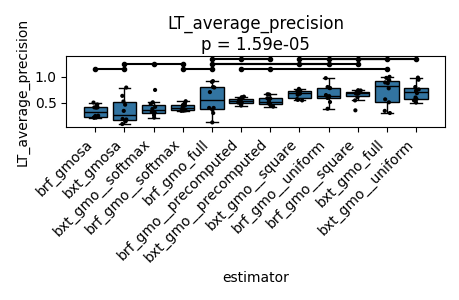 LT_average_precision
p = 1.59e-05
LT_average_precision
1.0
0.5
brf_gmosa
bxt_gmosa
bxt_gmo__softmax
brf_gmo__softmax
brf_gmo_full
brf_gmo__precomputed
bxt_gmo__precomputed
bxt_gmo__square
brf_gmo__uniform
brf_gmo__square
bxt_gmo_full
bxt_gmo__uniform
estimator